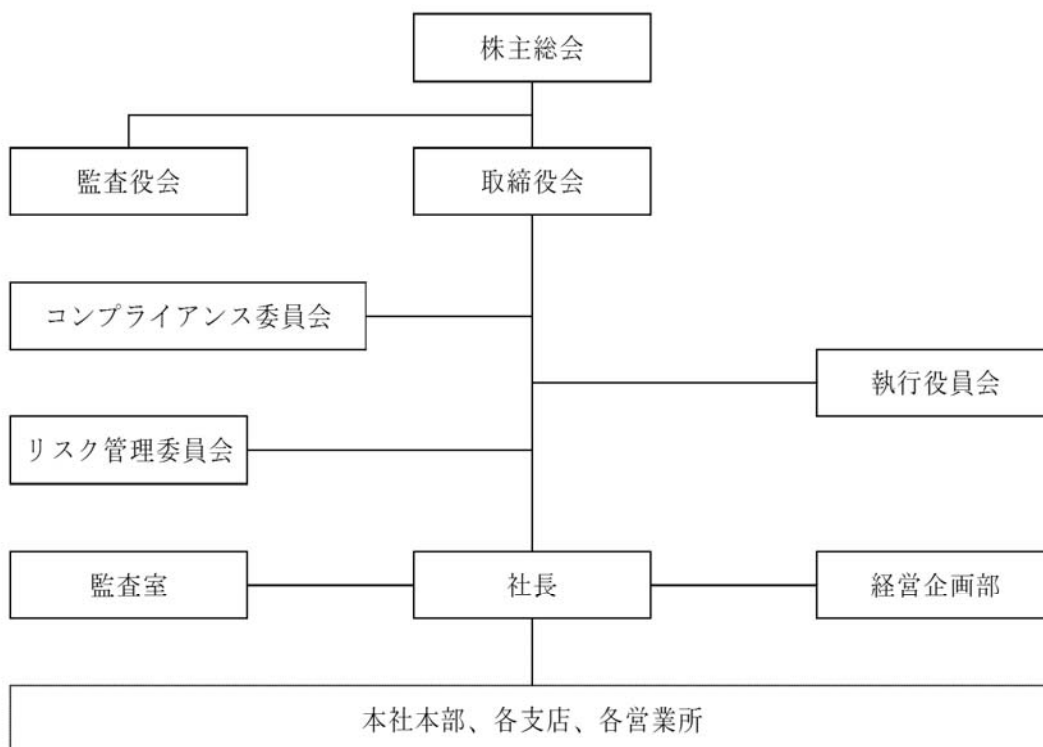 株主総会
監査役会
取締役会
コンプライアンス委員会
執行役員会
リスク管理委員会
監査室
社長
経営企画部
本社本部、各支店、各営業所